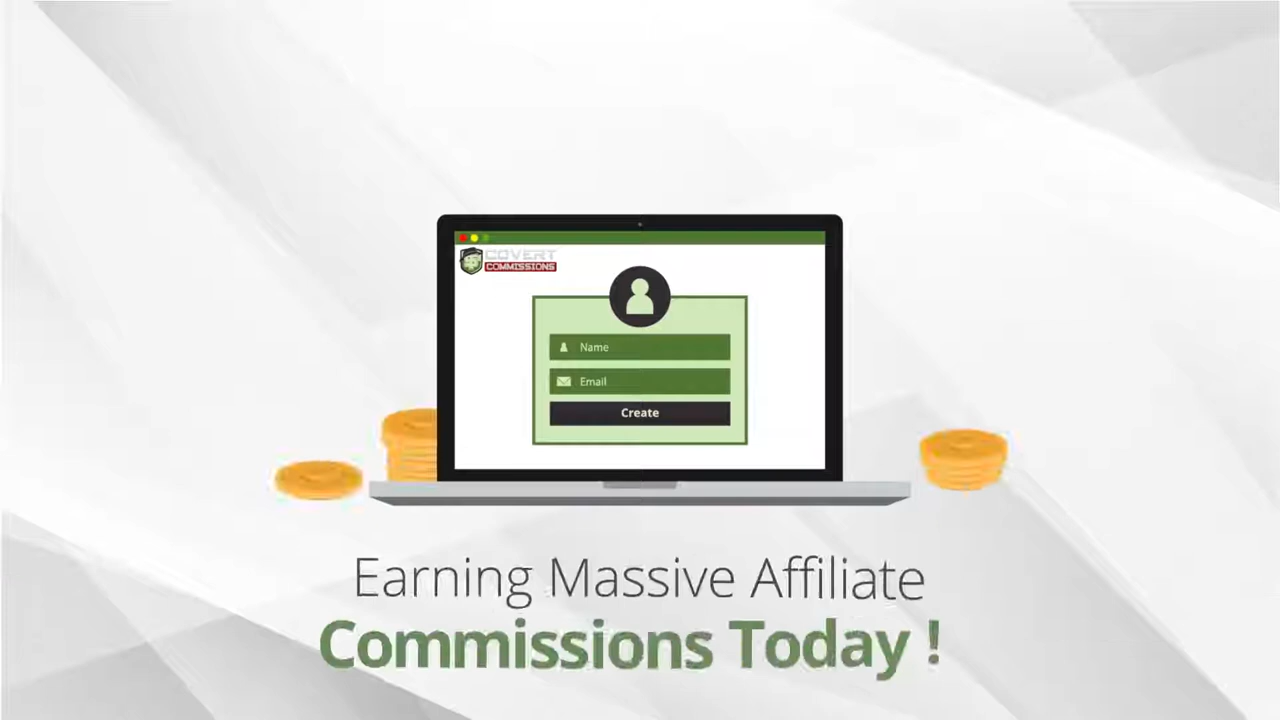 COVERT
COMMISSIONS
Name
Email
Create
Earning Massive Affiliate
Commissions Today !